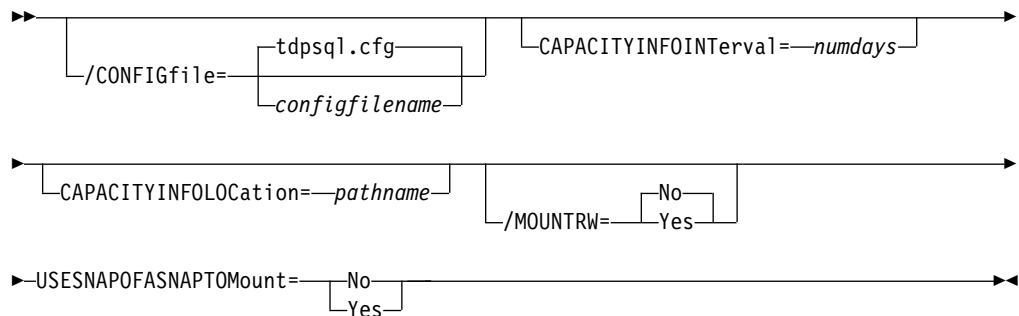 tdpsql.cfg CAPACITYINFOINTerval= numdays
/CONFIGfile=
configfilename
CAPACITYINFOLOCation= pathname No
/MOUNTRW= Yes
USESNAPOFASNAPTOMount= No
Yes